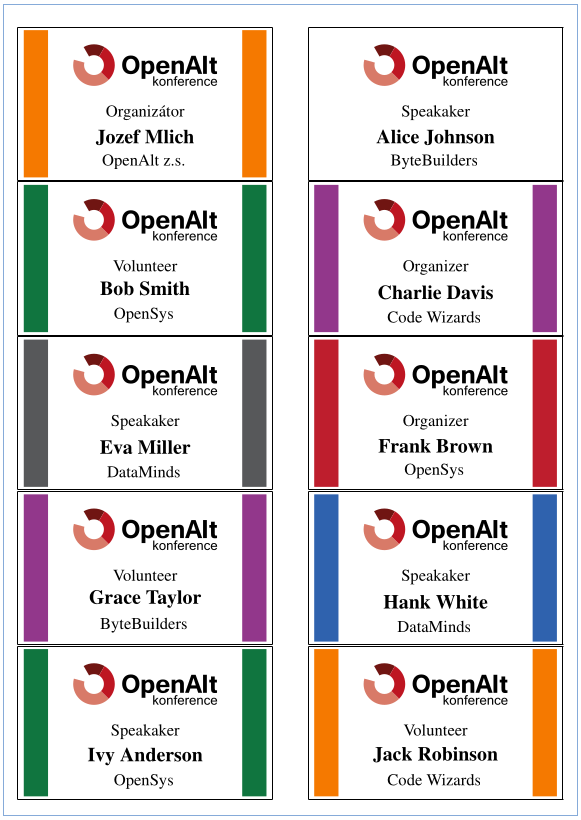 OpenAlt
konference
Organizátor
Jozef Mlich
OpenAlt z.s.
OpenAlt
konference
Speakaker
Alice Johnson
ByteBuilders
OpenAlt
konference
Volunteer
Bob Smith
OpenSys
OpenAlt
konference
Organizer
Charlie Davis
Code Wizards
OpenAlt
konference
Speakaker
Eva Miller
DataMinds
OpenAlt
konference
Organizer
Frank Brown
OpenSys
OpenAlt
konference
Volunteer
Grace Taylor
ByteBuilders
OpenAlt
konference
Speakaker
Hank White
DataMinds
OpenAlt
konference
Speakaker
Ivy Anderson
OpenSys
OpenAlt
konference
Volunteer
Jack Robinson
Code Wizards